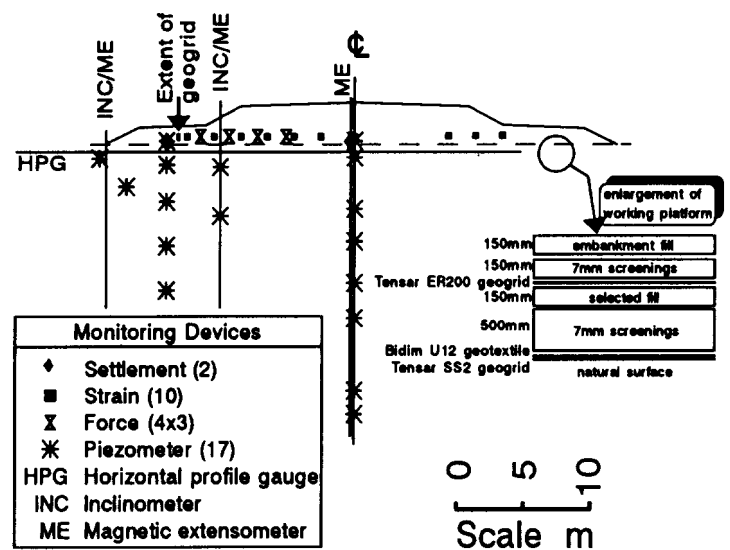 INC/ME
Extent of
geogrid
INC/ME
ME
℄
HPG
enlargement of
working platform
150mm
embankment fill
150mm
7mm screenings
Tensar ER200 geogrid
150mm
selected fill
500mm
7mm screenings
Bidim U12 geotextile
Tensar SS2 geogrid
natural surface
Monitoring Devices
Settlement (2)
Strain (10)
Force (4x3)
Piezometer (17)
HPG Horizontal profile gauge
INC Inclinometer
ME Magnetic extensometer
0 5 10
Scale m